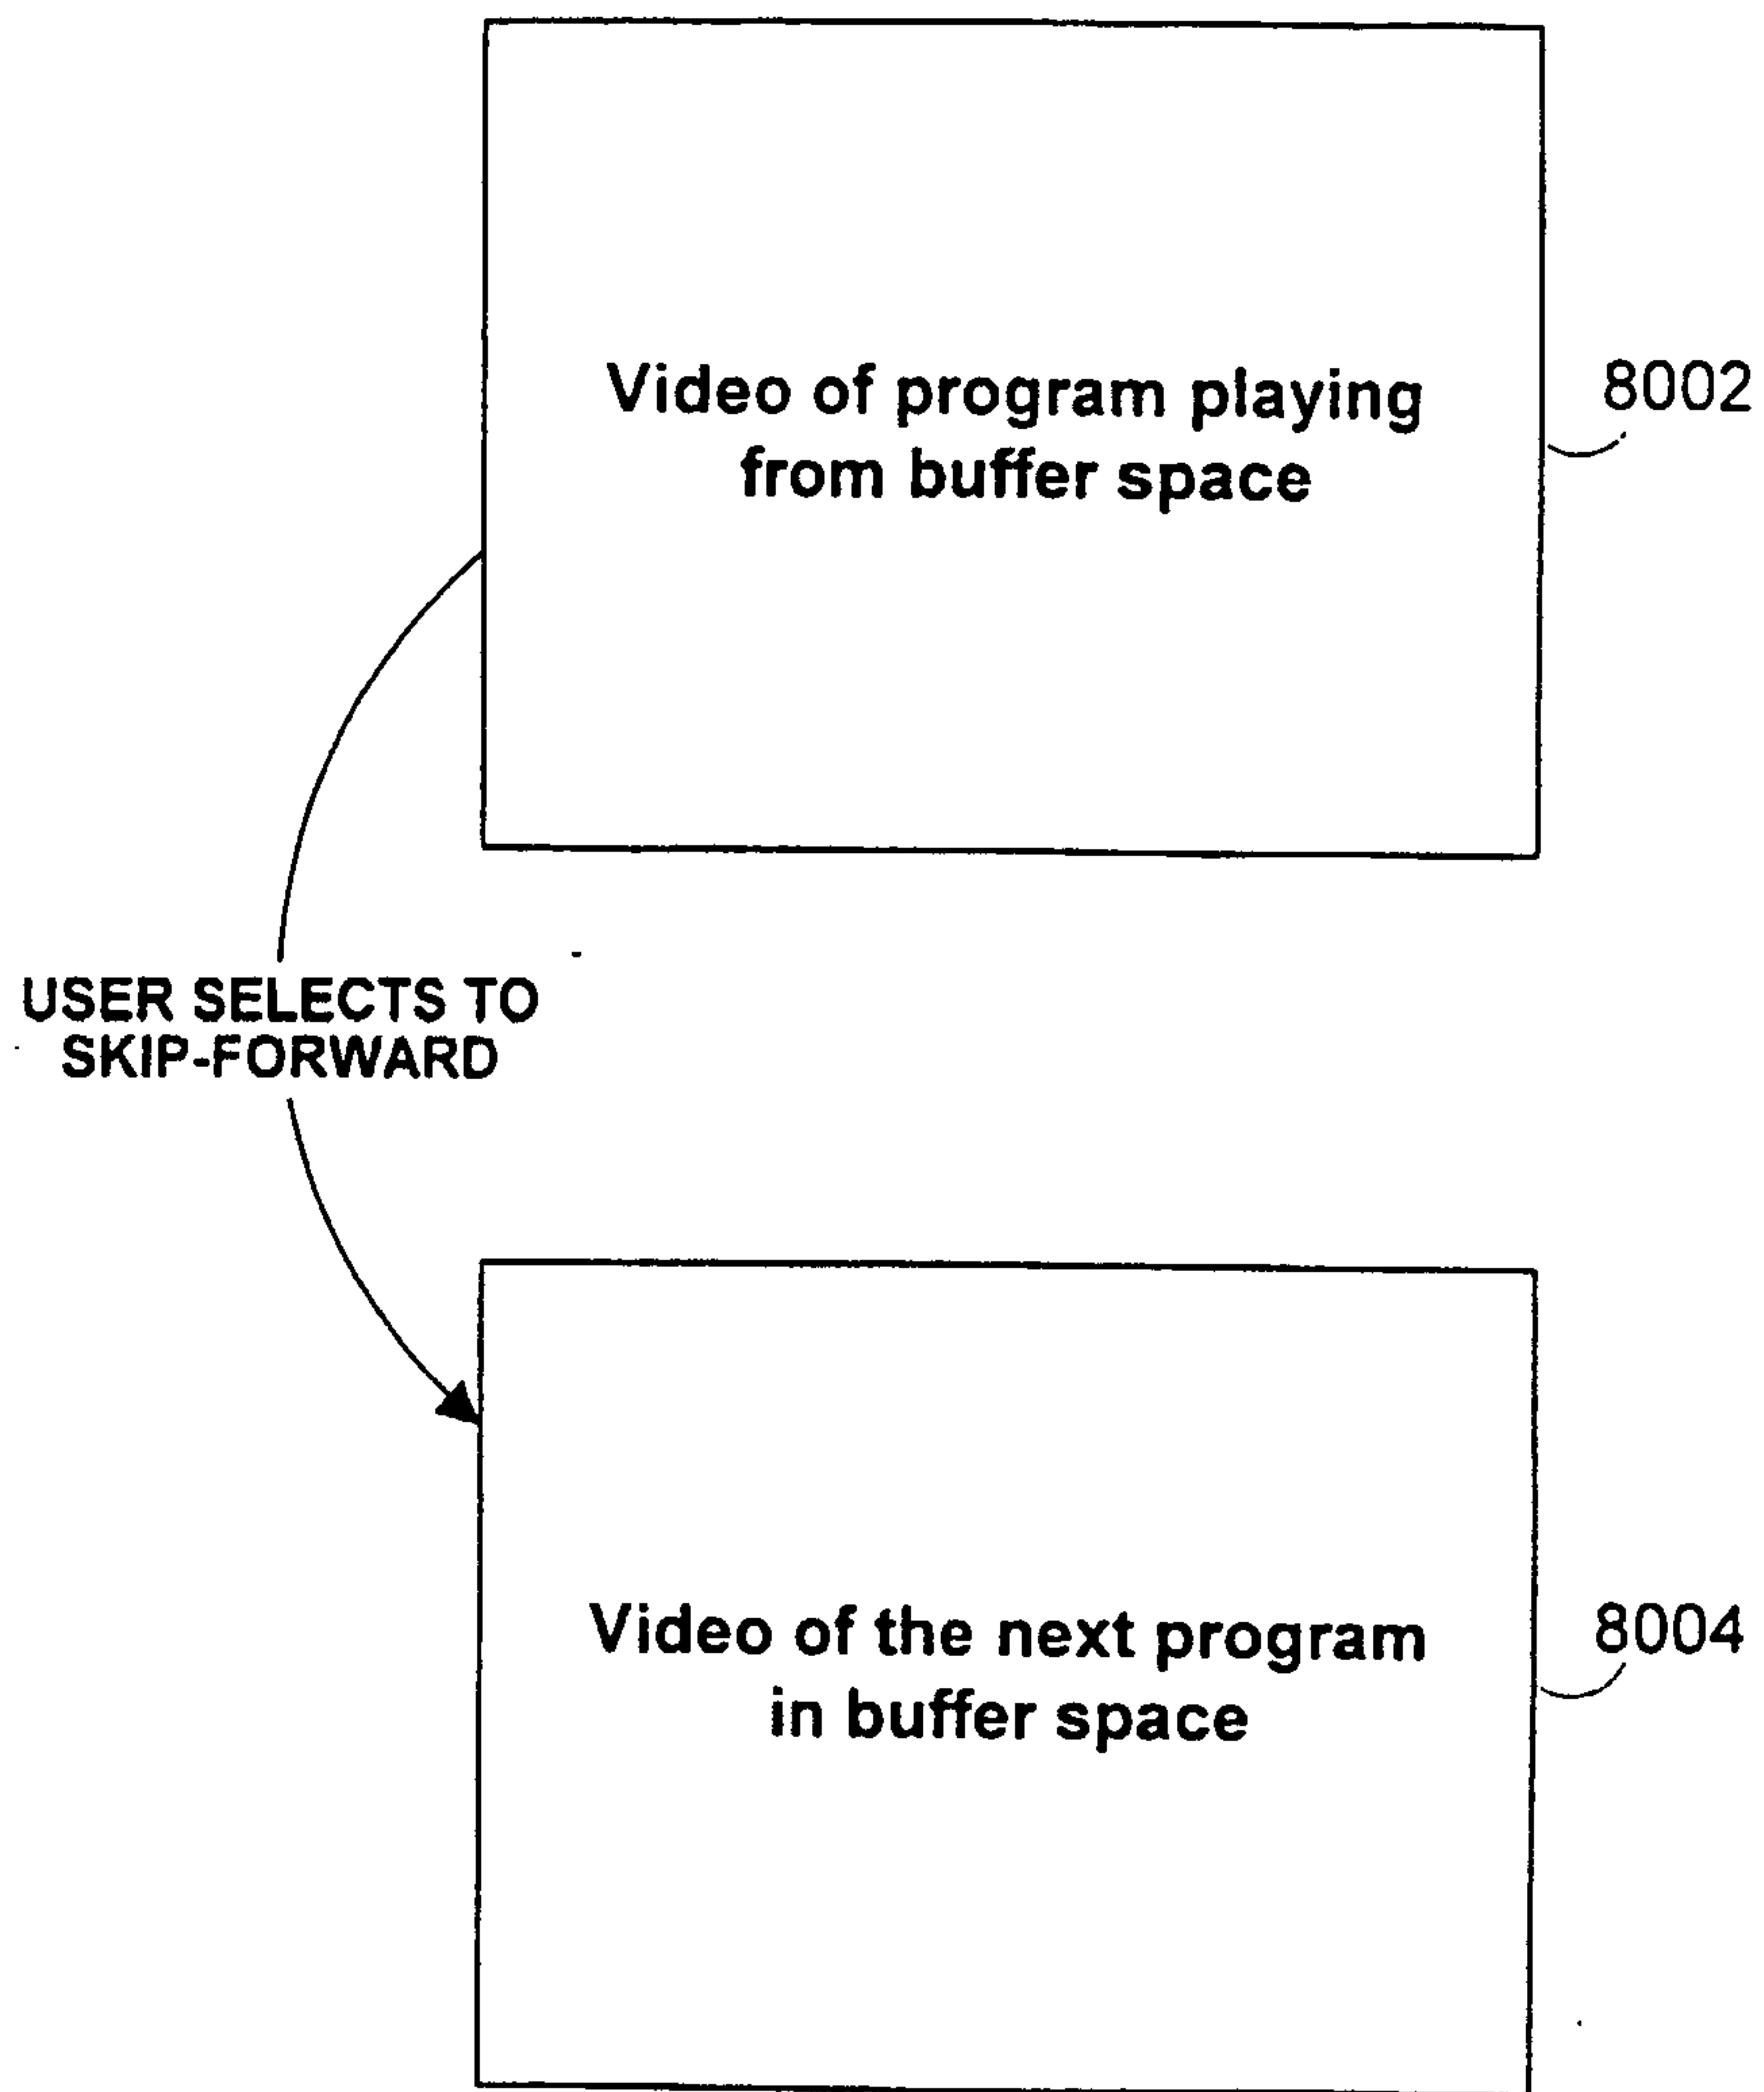 Video of program playing
from buffer space
8002
USER SELECTS TO
SKIP-FORWARD
Video of the next program
in buffer space
8004